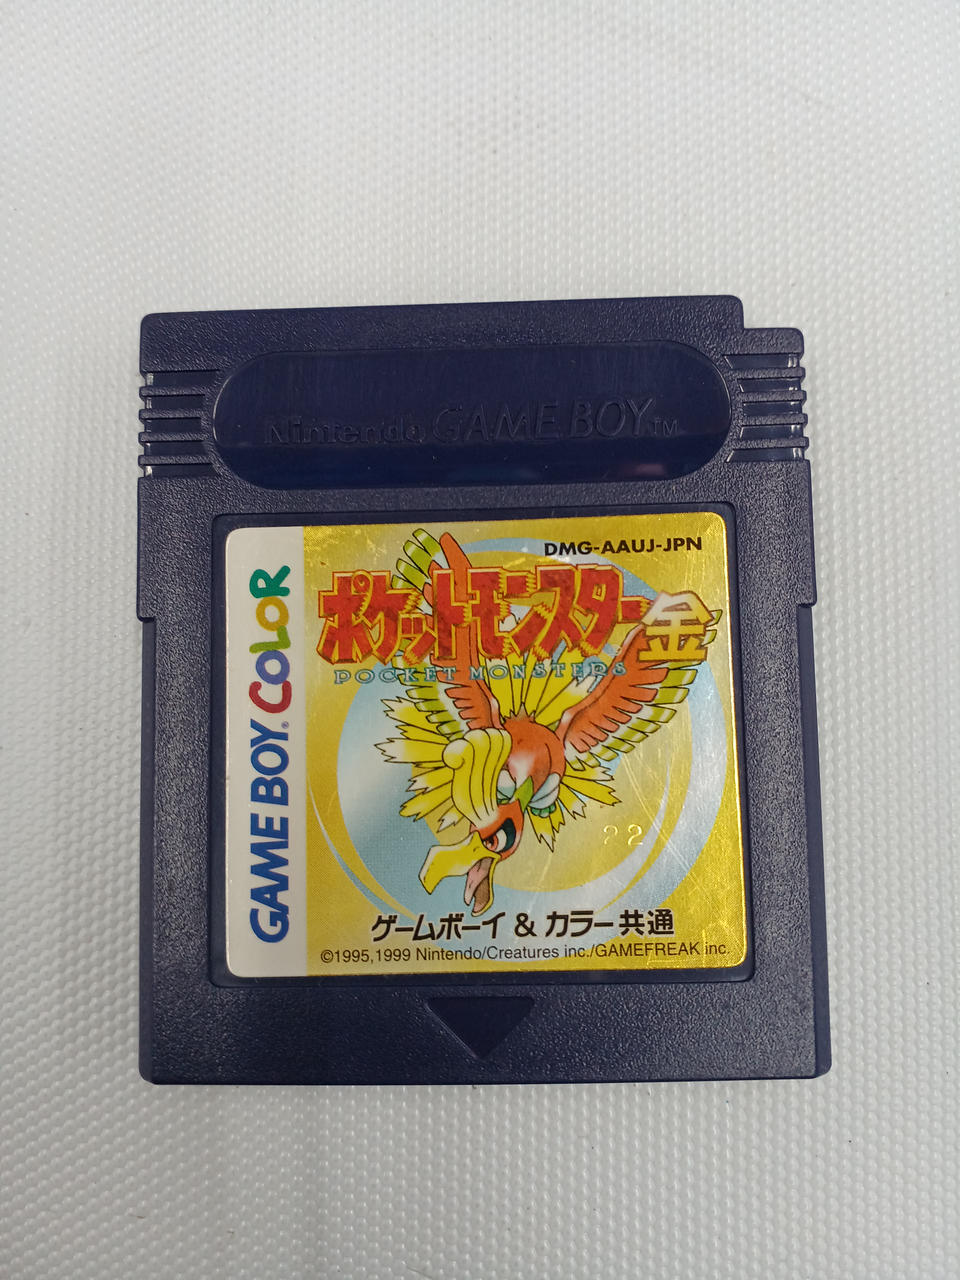 Nintendo GAME BOY™
DMG-AAUJ-JPN
ポケットモンスター金
POCKET MONSTERS
GAME BOY® COLOR
22
ゲームボーイ & カラー共通
©1995,1999 Nintendo/Creatures inc./GAMEFREAK inc.